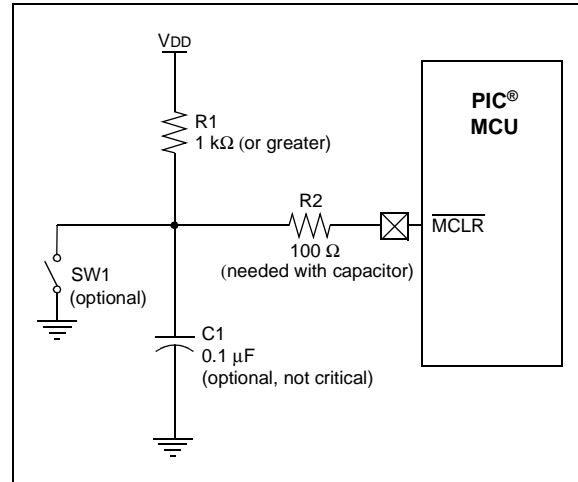 VDD
PIC®
MCU
R1
1 kΩ (or greater)
R2
MCLR
100 Ω
(needed with capacitor)
SW1
(optional)
C1
0.1 µF
(optional, not critical)